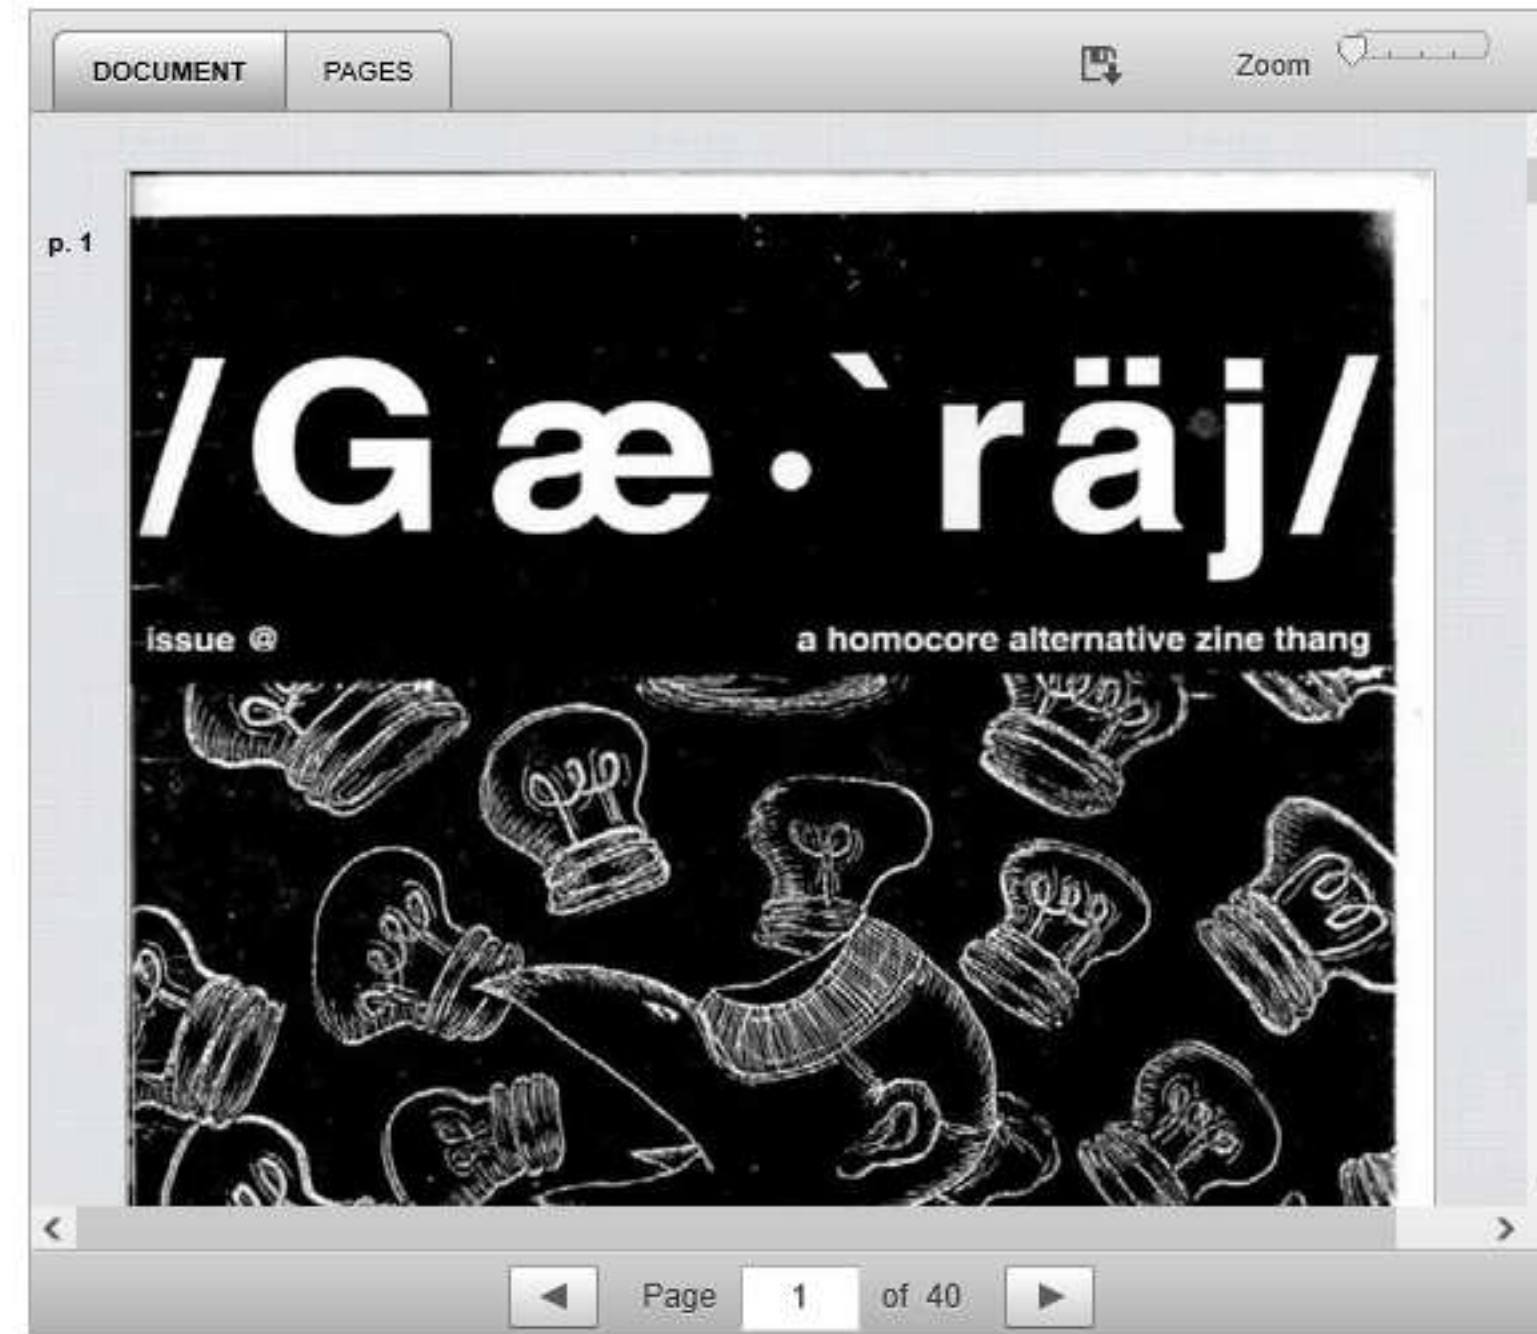 DOCUMENT PAGES Zoom
p. 1
/Gæ·`räj/
issue @ a homocore alternative zine thang
Page 1 of 40